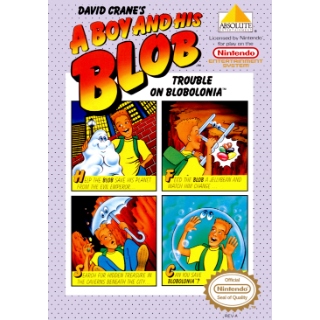 DAVID CRANE'S
A BOY AND HIS
BLOB
TROUBLE
ON BLOBOLONIA™
ABSOLUTE
Licensed by Nintendo
for play on the
Nintendo
ENTERTAINMENT
SYSTEM
HELP THE BLOB SAVE HIS PLANET
FROM THE EVIL EMPEROR.
FEED THE BLOB A JELLYBEAN AND
WATCH HIM CHANGE.
SEARCH FOR HIDDEN TREASURE IN
THE CAVERNS BENEATH THE CITY.
CAN YOU SAVE
BLOBOLONIA?
Official
Nintendo
Seal of Quality